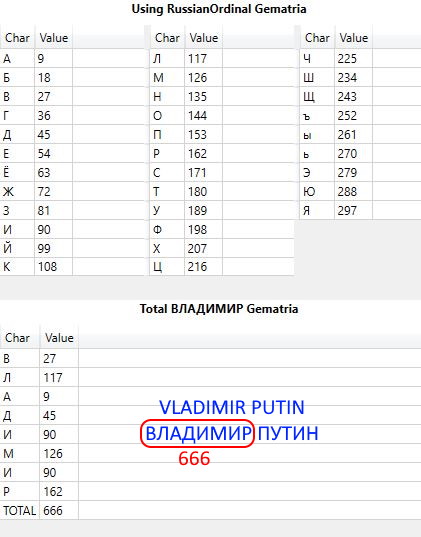 Using RussianOrdinal Gematria
Char Value Char Value Char Value
А 9 Л 117 Ч 225
Б 18 М 126 Ш 234
В 27 Н 135 Щ 243
Г 36 О 144 ъ 252
Д 45 П 153 ы 261
Е 54 Р 162 ь 270
Ё 63 С 171 Э 279
Ж 72 Т 180 Ю 288
З 81 У 189 Я 297
И 90 Ф 198
Й 99 Х 207
К 108 Ц 216
Total ВЛАДИМИР Gematria
Char Value
В 27
Л 117
А 9
Д 45
И 90
М 126
И 90
Р 162
TOTAL 666
VLADIMIR PUTIN
ВЛАДИМИР ПУТИН
666